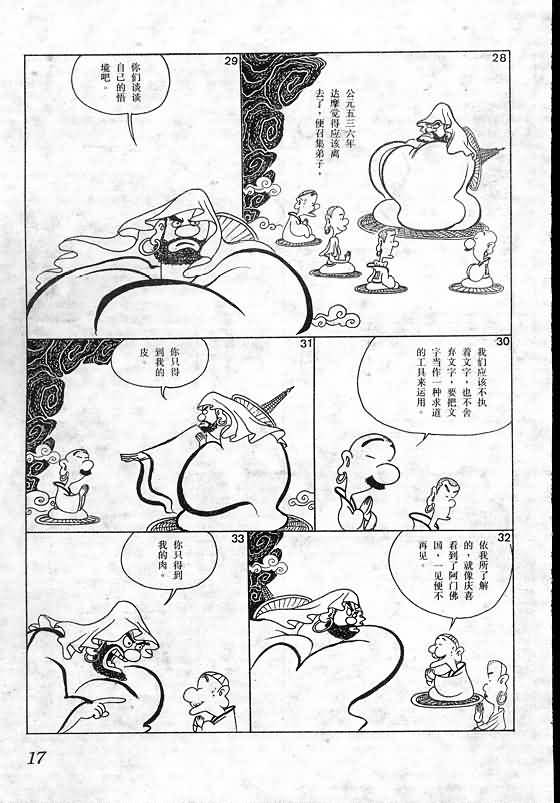 28
公元五三六年
达摩觉得应该离
去了，便召集弟子，
29
你们谈谈
自己的悟
境吧。
30
我们应该不执
着文字，也不舍
弃文字，要把文
字当作一种求道
的工具来运用。
31
你只得
到我的
皮。
32
依我所了解
的，就像庆喜
看到了阿门佛
国，一见便不
再见。
33
你只得到
我的肉。
17